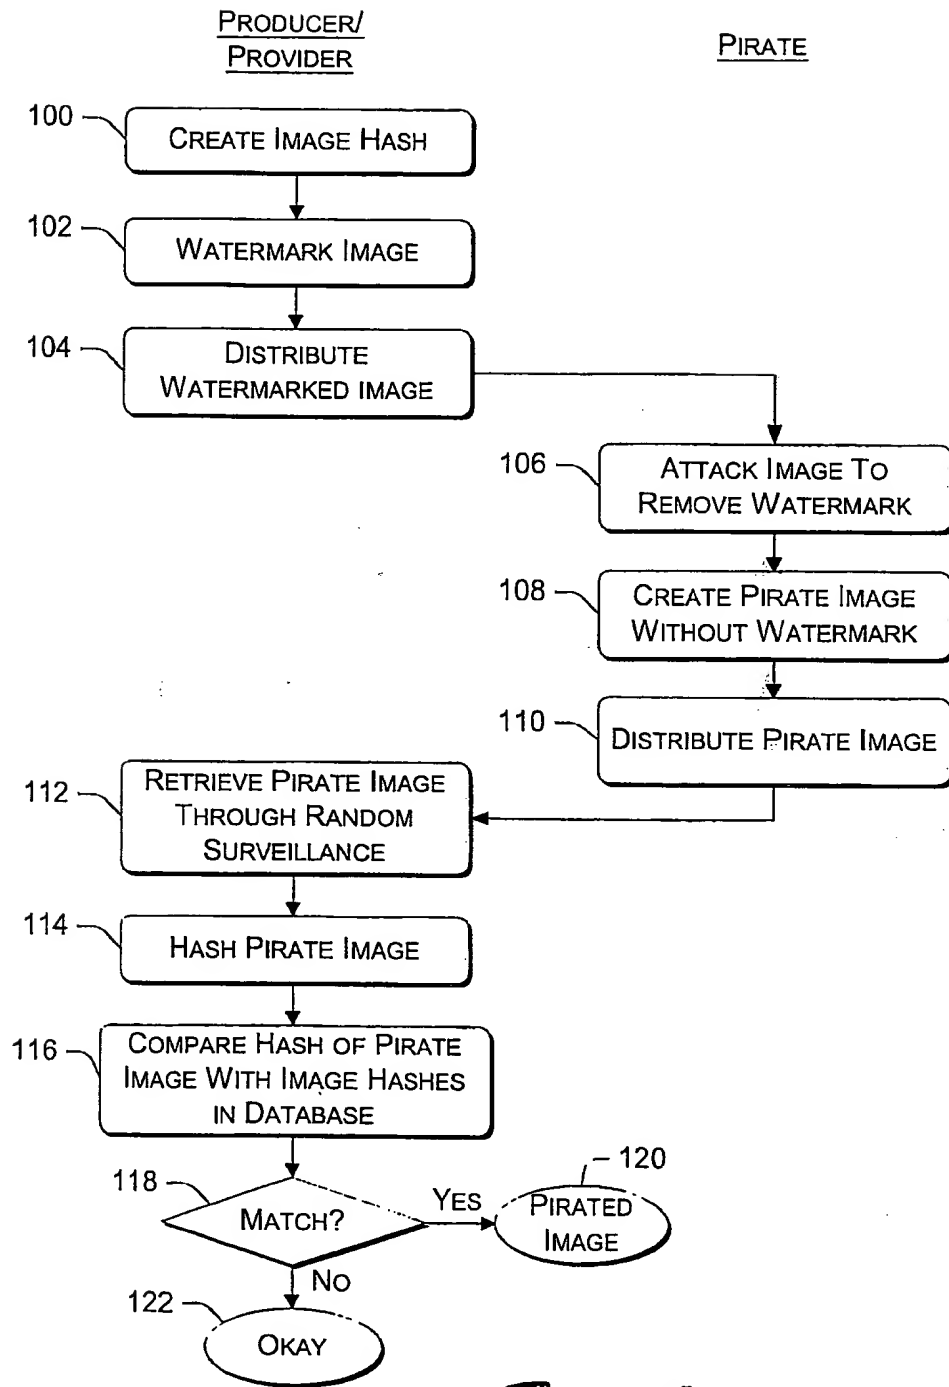 PRODUCER/
PROVIDER
PIRATE
100
CREATE IMAGE HASH
102
WATERMARK IMAGE
104
DISTRIBUTE
WATERMARKED IMAGE
106
ATTACK IMAGE TO
REMOVE WATERMARK
108
CREATE PIRATE IMAGE
WITHOUT WATERMARK
110
DISTRIBUTE PIRATE IMAGE
112
RETRIEVE PIRATE IMAGE
THROUGH RANDOM
SURVEILLANCE
114
HASH PIRATE IMAGE
116
COMPARE HASH OF PIRATE
IMAGE WITH IMAGE HASHES
IN DATABASE
118
MATCH?
YES
120
PIRATED
IMAGE
NO
122
OKAY